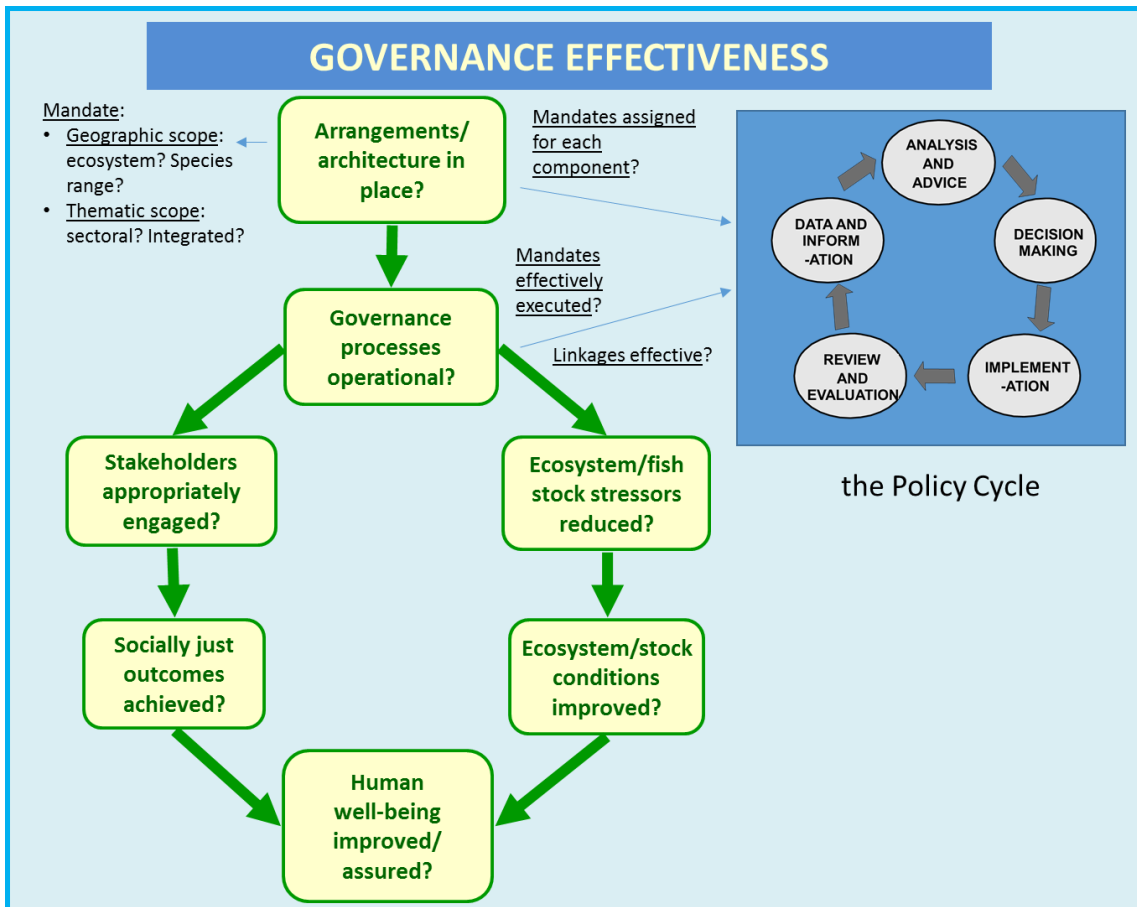 GOVERNANCE EFFECTIVENESS
Mandate:
• Geographic scope:
ecosystem? Species
range?
• Thematic scope:
sectoral? Integrated?
Arrangements/
architecture in
place?
Mandates assigned
for each
component?
Mandates
effectively
executed?
Linkages effective?
Governance
processes
operational?
Stakeholders
appropriately
engaged?
Ecosystem/fish
stock stressors
reduced?
Socially just
outcomes
achieved?
Ecosystem/stock
conditions
improved?
Human
well-being
improved/
assured?
ANALYSIS
AND
ADVICE
DECISION
MAKING
IMPLEMENT
-ATION
REVIEW
AND
EVALUATION
DATA AND
INFORM
-ATION
the Policy Cycle